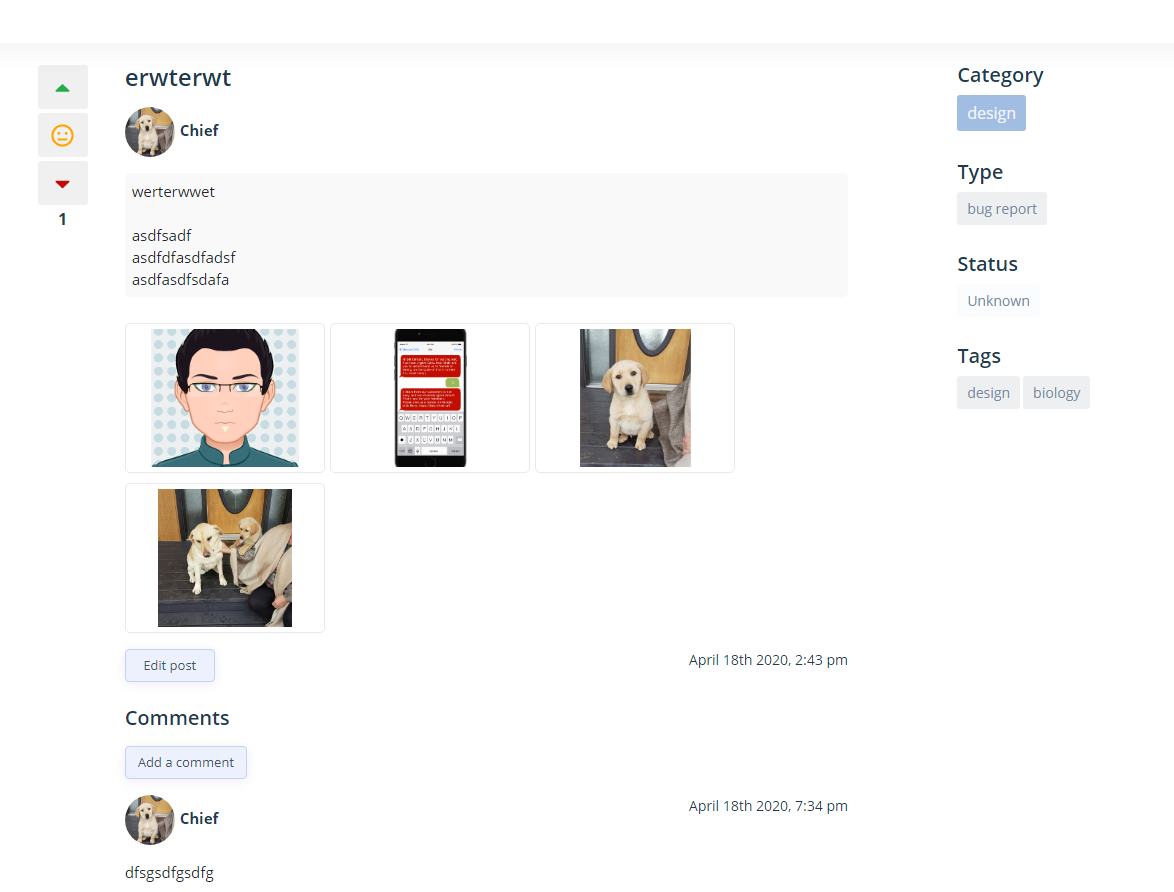 erwterwt
Chief
1
werterwwet
asdfsadf
asdfdfasdfadsf
asdfasdfsdafa
Edit post
April 18th 2020, 2:43 pm
Comments
Add a comment
Chief
April 18th 2020, 7:34 pm
dfsgsdfgsdfg
Category
design
Type
bug report
Status
Unknown
Tags
design
biology